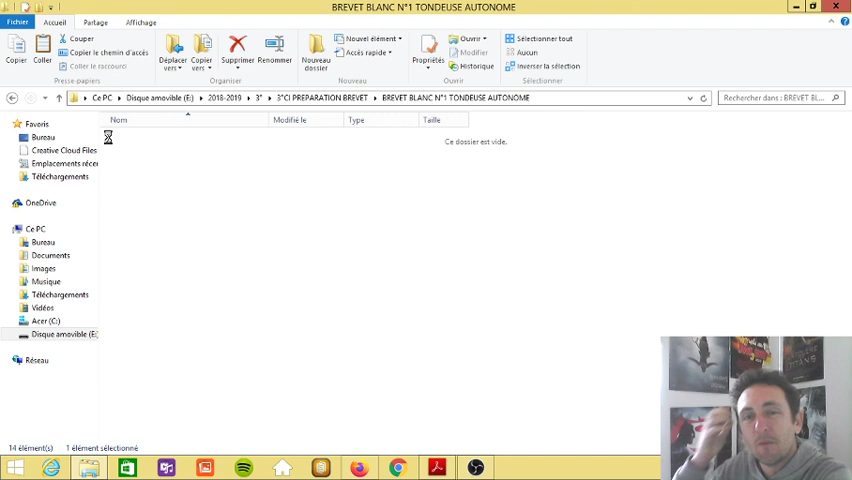 BREVET BLANC N°1 TONDEUSE AUTONOME
Fichier Accueil Partage Affichage
Copier
Coller
Couper
Copier le chemin d'accès
Coller le raccourci
Presse-papiers
Déplacer vers
Copier vers
Supprimer
Renommer
Organiser
Nouveau dossier
Nouvel élément
Accès rapide
Nouveau
Propriétés
Ouvrir
Modifier
Historique
Ouvrir
Sélectionner tout
Aucun
Inverser la sélection
Sélectionner
Ce PC Disque amovible (E:) 2018-2019 3° 3°CI PREPARATION BREVET BREVET BLANC N°1 TONDEUSE AUTONOME
Rechercher dans : BREVET BL...
Nom Modifié le Type Taille
Ce dossier est vide.
Favoris
Bureau
Creative Cloud Files
Emplacements récen
Téléchargements
OneDrive
Ce PC
Bureau
Documents
Images
Musique
Téléchargements
Vidéos
Acer (C:)
Disque amovible (E:
Réseau
14 élément(s) 1 élément sélectionné